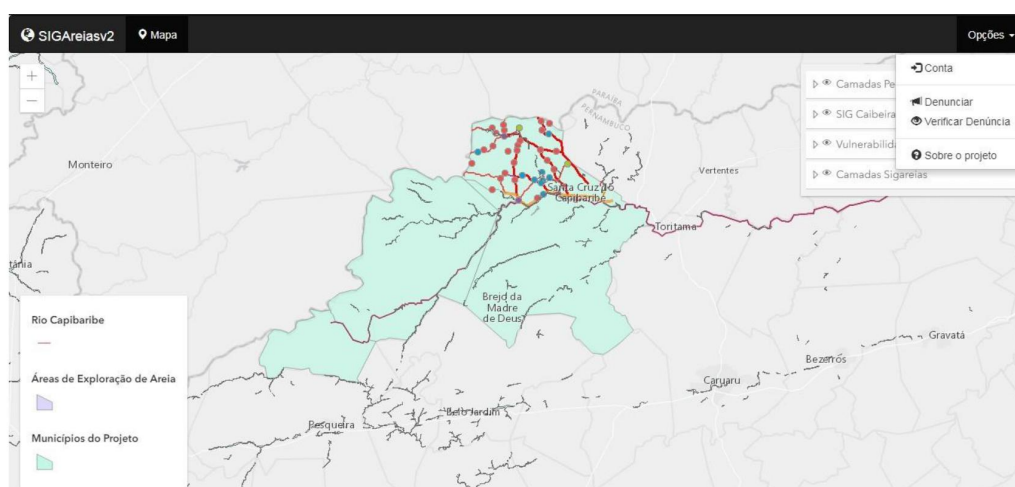 SIGAreiasv2
Mapa
Opções
Conta
Denunciar
Verificar Denúncia
Sobre o projeto
Camadas Pe
SIG Caibeira
Vulnerabilida
Camadas Sigareias
+
−
PARAÍBA
PERNAMBUCO
Monteiro
Vertentes
Santa Cruz do
Capibaribe
Toritama
tânia
Brejo da
Madre
de Deus
Gravatá
Bezerros
Caruaru
Belo Jardim
Pesqueira
Rio Capibaribe
Áreas de Exploração de Areia
Municípios do Projeto